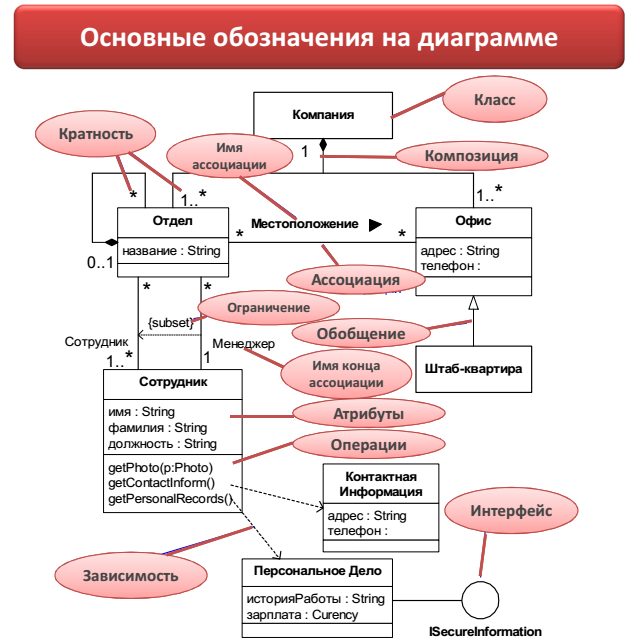 Основные обозначения на диаграмме
Компания
Класс
Кратность
Имя
ассоциации
1
Композиция
*
1..*
1..*
Отдел
название : String
0..1
*
Местоположение
*
Офис
адрес : String
телефон :
Ассоциация
*
*
Ограничение
{subset}
Обобщение
Сотрудник
Менеджер
1..*
1
Имя конца
ассоциации
Штаб-квартира
Сотрудник
имя : String
фамилия : String
должность : String
Атрибуты
Операции
getPhoto(p:Photo)
getContactInform()
getPersonalRecords()
Контактная
Информация
адрес : String
телефон :
Интерфейс
Зависимость
Персональное Дело
историяРаботы : String
зарплата : Curency
ISecureInformation